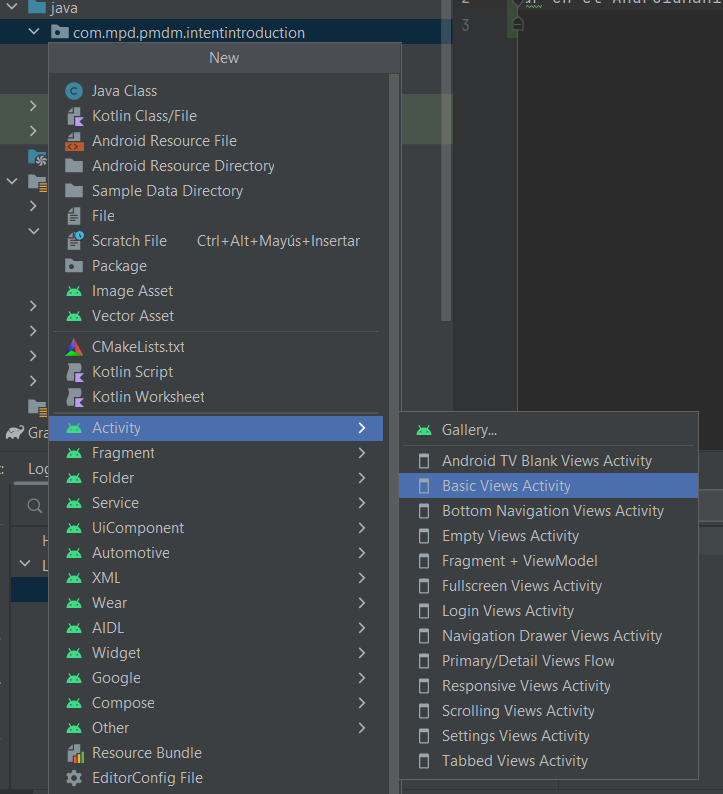 java
2
3
com.mpd.pmdm.intentintroduction
New
Java Class
Kotlin Class/File
Android Resource File
Android Resource Directory
Sample Data Directory
File
Scratch File Ctrl+Alt+Mayús+Insertar
Package
Image Asset
Vector Asset
CMakeLists.txt
Kotlin Script
Kotlin Worksheet
Gra
Activity
Fragment
Folder
Service
UiComponent
Automotive
XML
Wear
AIDL
Widget
Google
Compose
Other
Resource Bundle
EditorConfig File
Gallery...
Android TV Blank Views Activity
Basic Views Activity
Bottom Navigation Views Activity
Empty Views Activity
Fragment + ViewModel
Fullscreen Views Activity
Login Views Activity
Navigation Drawer Views Activity
Primary/Detail Views Flow
Responsive Views Activity
Scrolling Views Activity
Settings Views Activity
Tabbed Views Activity